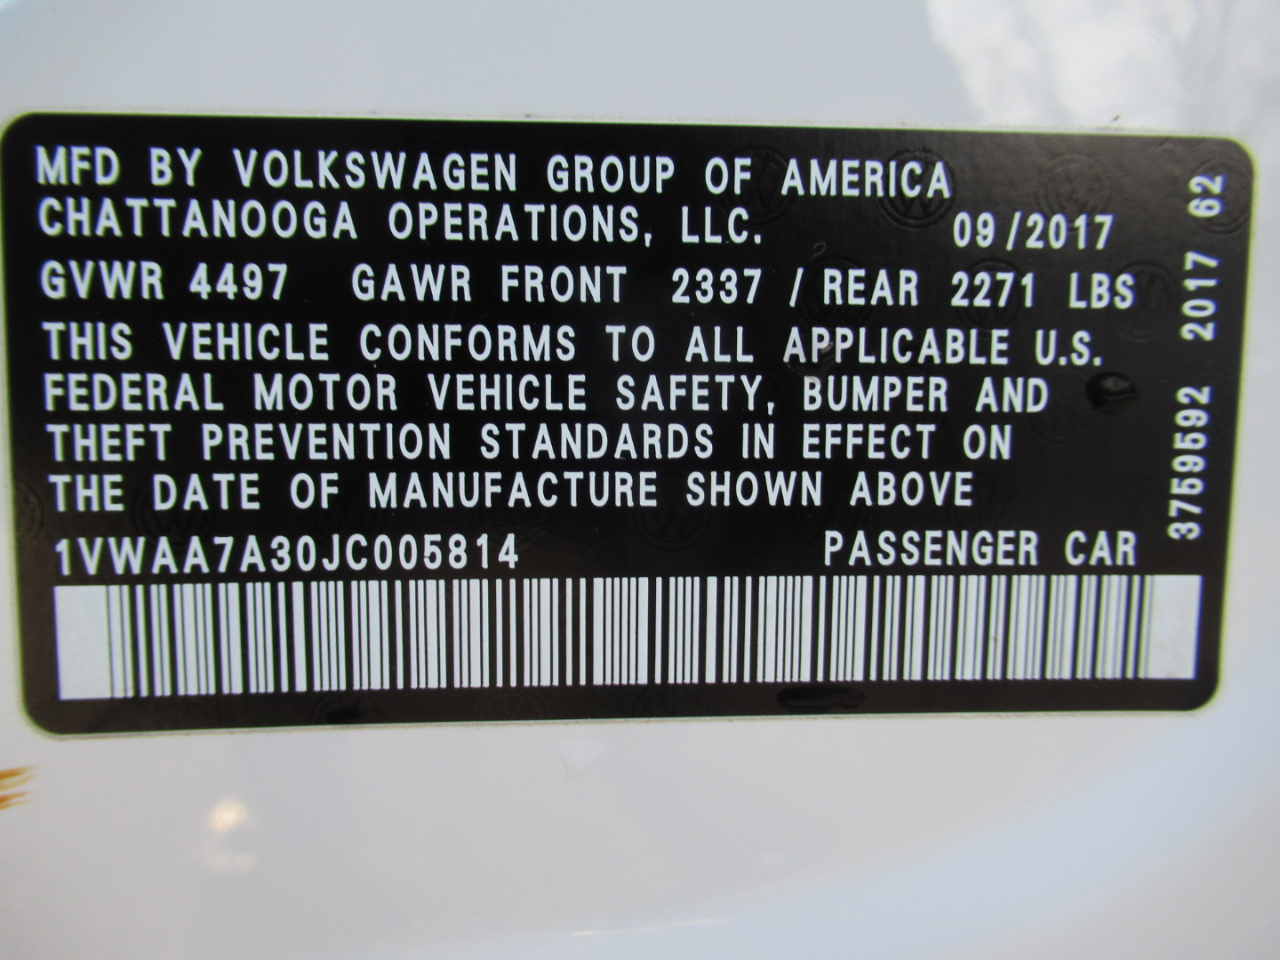 MFD BY VOLKSWAGEN GROUP OF AMERICA
CHATTANOOGA OPERATIONS, LLC. 09/2017
GVWR 4497 GAWR FRONT 2337 / REAR 2271 LBS
THIS VEHICLE CONFORMS TO ALL APPLICABLE U.S.
FEDERAL MOTOR VEHICLE SAFETY, BUMPER AND
THEFT PREVENTION STANDARDS IN EFFECT ON
THE DATE OF MANUFACTURE SHOWN ABOVE
1VWAA7A30JC005814 PASSENGER CAR
3759592 2017 62